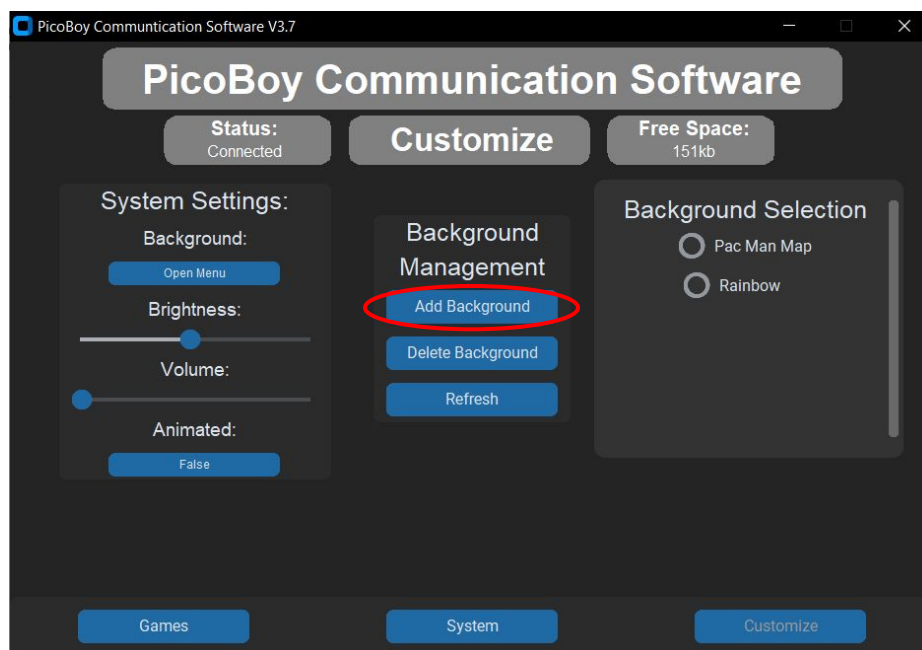 PicoBoy Communtication Software V3.7
PicoBoy Communication Software
Status:
Connected
Customize
Free Space:
151kb
System Settings:
Background:
Open Menu
Brightness:
Volume:
Animated:
False
Background
Management
Add Background
Delete Background
Refresh
Background Selection
Pac Man Map
Rainbow
Games
System
Customize